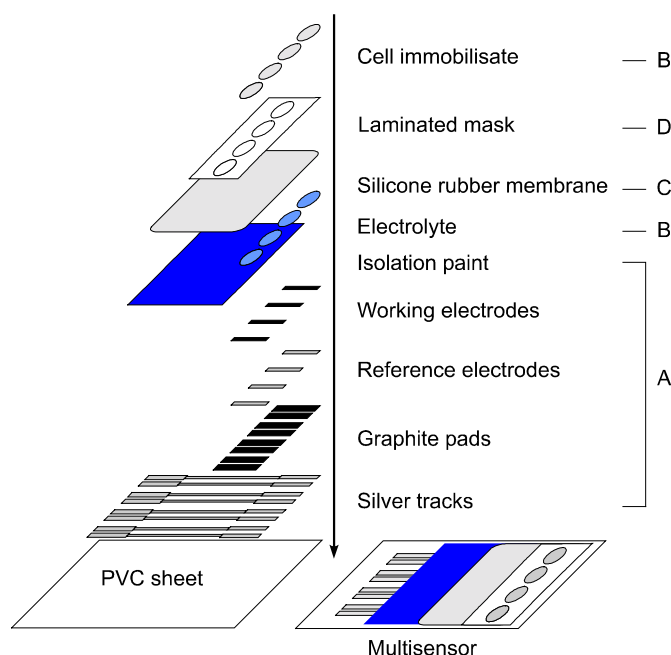 Cell immobilisate B
Laminated mask D
Silicone rubber membrane C
Electrolyte B
Isolation paint
Working electrodes
Reference electrodes A
Graphite pads
Silver tracks
PVC sheet
Multisensor